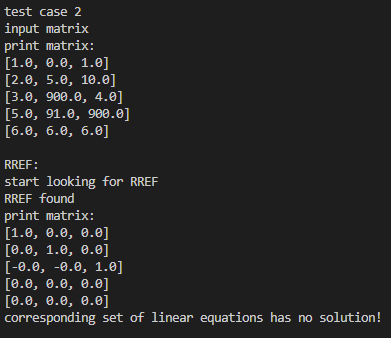 test case 2
input matrix
print matrix:
[1.0, 0.0, 1.0]
[2.0, 5.0, 10.0]
[3.0, 900.0, 4.0]
[5.0, 91.0, 900.0]
[6.0, 6.0, 6.0]
RREF:
start looking for RREF
RREF found
print matrix:
[1.0, 0.0, 0.0]
[0.0, 1.0, 0.0]
[-0.0, -0.0, 1.0]
[0.0, 0.0, 0.0]
[0.0, 0.0, 0.0]
corresponding set of linear equations has no solution!